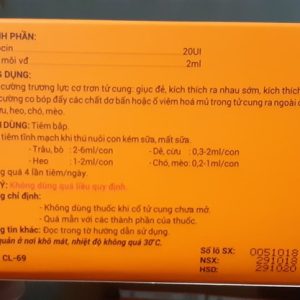 H PHẦN:
ocin 20UI
môi vđ 2ml
G DỤNG:
cường trương lực cơ trơn tử cung: giục đẻ, kích thích ra nhau sớm, kích thích
cường co bóp đẩy các chất dơ bẩn hoặc ổ viêm hoá mủ trong tử cung ra ngoài
ừu, heo, chó, mèo.
DÙNG: Tiêm bắp.
tiêm tĩnh mạch khi thú nuôi con kém sữa, mất sữa.
- Trâu, bò : 2-6ml/con - Dê, cừu : 0,3-2ml/con
- Heo : 1-2ml/con - Chó, mèo: 0,2-1ml/con
g quá 4 lần tiêm/ngày.
Ý: Không dùng quá liều quy định.
g chỉ định:
- Không dùng thuốc khi cổ tử cung chưa mở.
- Quá mẫn với các thành phần của thuốc.
g tin khác: Đọc trong tờ hướng dẫn sử dụng.
quản ở nơi khô mát, nhiệt độ không quá 30°C.
Số lô SX: 0051018
CL-69 NSX: 291018
HSD: 291020